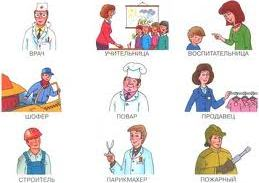 ВРАЧ
УЧИТЕЛЬНИЦА
ВОСПИТАТЕЛЬНИЦА
ШОФЁР
ПОВАР
ПРОДАВЕЦ
СТРОИТЕЛЬ
ПАРИКМАХЕР
ПОЖАРНЫЙ